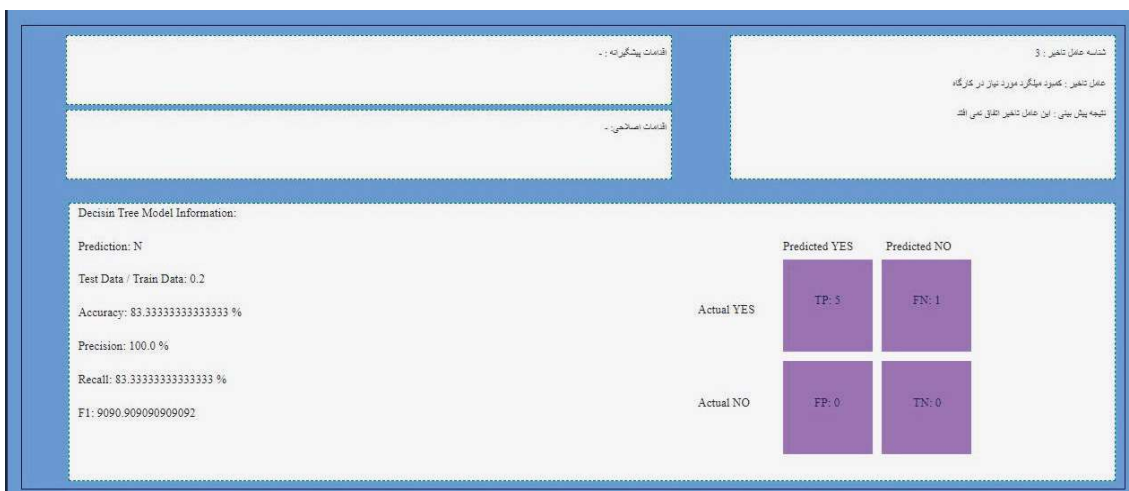 شناسه عامل تاخیر : 3
عامل تاخیر : کمبود میلگرد مورد نیاز در کارگاه
نتیجه پیش بینی : این عامل تاخیر اتفاق نمی افتد
اقدامات پیشگیرانه : -
اقدامات اصلاحی: -
Decisin Tree Model Information:
Prediction: N
Test Data / Train Data: 0.2
Accuracy: 83.33333333333333 %
Precision: 100.0 %
Recall: 83.33333333333333 %
F1: 9090.909090909092
Predicted YES Predicted NO
Actual YES TP: 5 FN: 1
Actual NO FP: 0 TN: 0